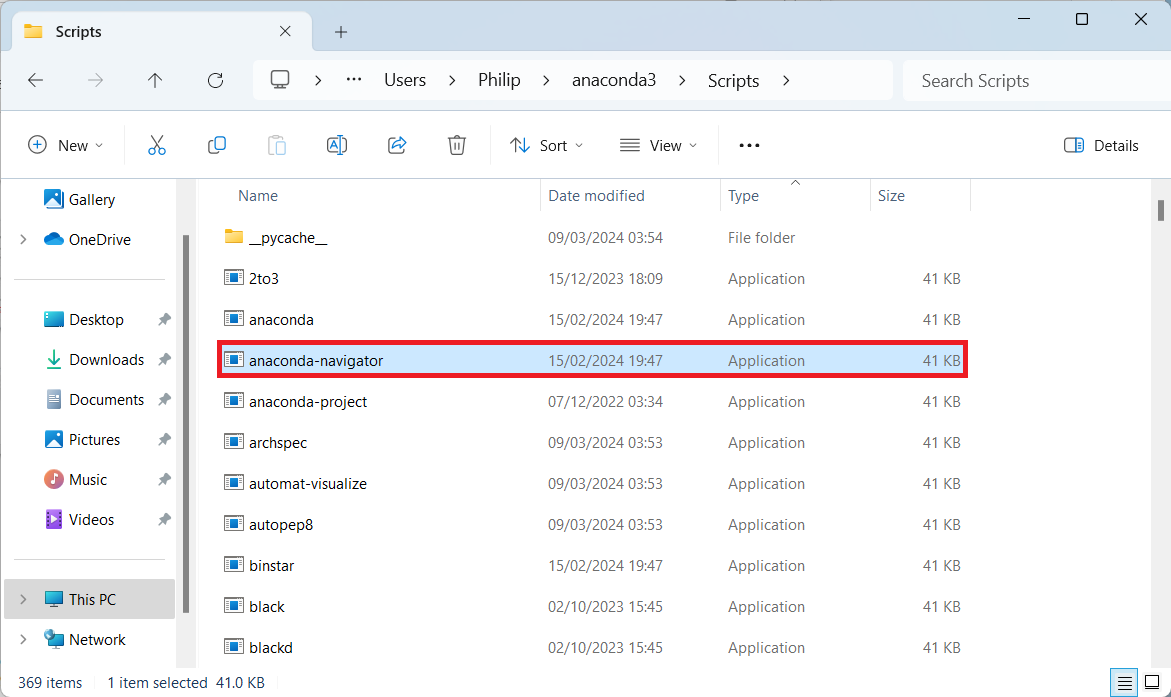 Scripts
Users Philip anaconda3 Scripts Search Scripts
New Sort View Details
Gallery
OneDrive
Desktop
Downloads
Documents
Pictures
Music
Videos
This PC
Network
Name Date modified Type Size
__pycache__ 09/03/2024 03:54 File folder
2to3 15/12/2023 18:09 Application 41 KB
anaconda 15/02/2024 19:47 Application 41 KB
anaconda-navigator 15/02/2024 19:47 Application 41 KB
anaconda-project 07/12/2022 03:34 Application 41 KB
archspec 09/03/2024 03:53 Application 41 KB
automat-visualize 09/03/2024 03:53 Application 41 KB
autopep8 09/03/2024 03:53 Application 41 KB
binstar 15/02/2024 19:47 Application 41 KB
black 02/10/2023 15:45 Application 41 KB
blackd 02/10/2023 15:45 Application 41 KB
369 items 1 item selected 41.0 KB